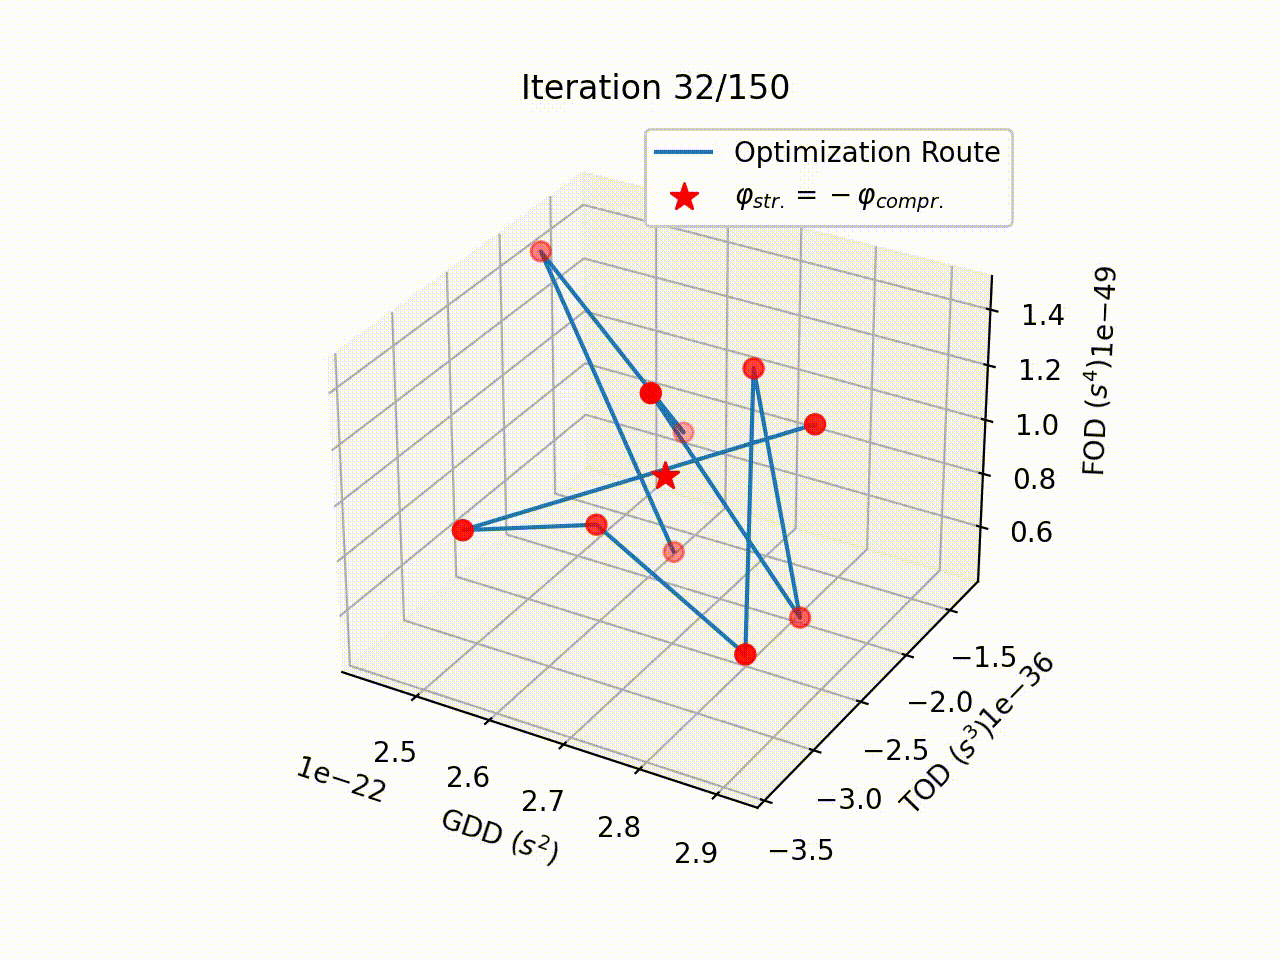 Iteration 32/150
Optimization Route
φstr. = −φcompr.
1.4
1.2
1.0
0.8
0.6
FOD (s⁴)1e−49
−1.5
−2.0
−2.5
−3.0
−3.5
TOD (s³)1e−36
2.5
2.6
2.7
2.8
2.9
1e−22
GDD (s²)